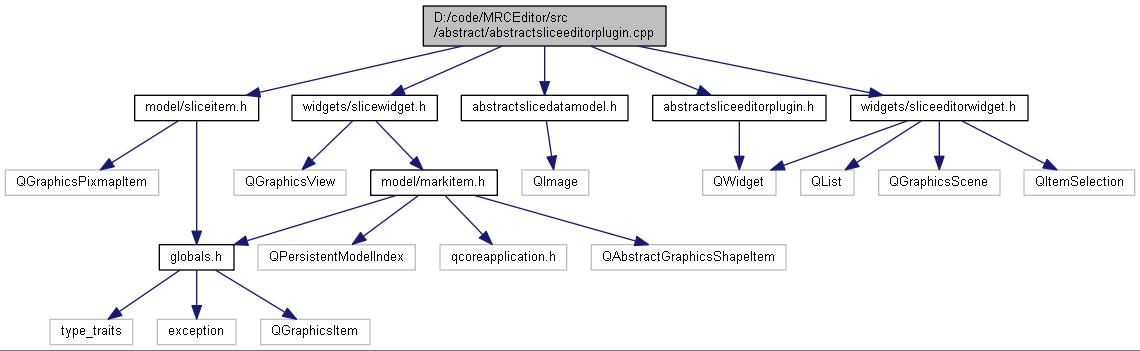 D:/code/MRCEditor/src
/abstract/abstractsliceeditorplugin.cpp
model/sliceitem.h
widgets/slicewidget.h
abstractslicedatamodel.h
abstractsliceeditorplugin.h
widgets/sliceeditorwidget.h
QGraphicsPixmapItem
QGraphicsView
model/markitem.h
QImage
QWidget
QList
QGraphicsScene
QItemSelection
globals.h
QPersistentModelIndex
qcoreapplication.h
QAbstractGraphicsShapeItem
type_traits
exception
QGraphicsItem